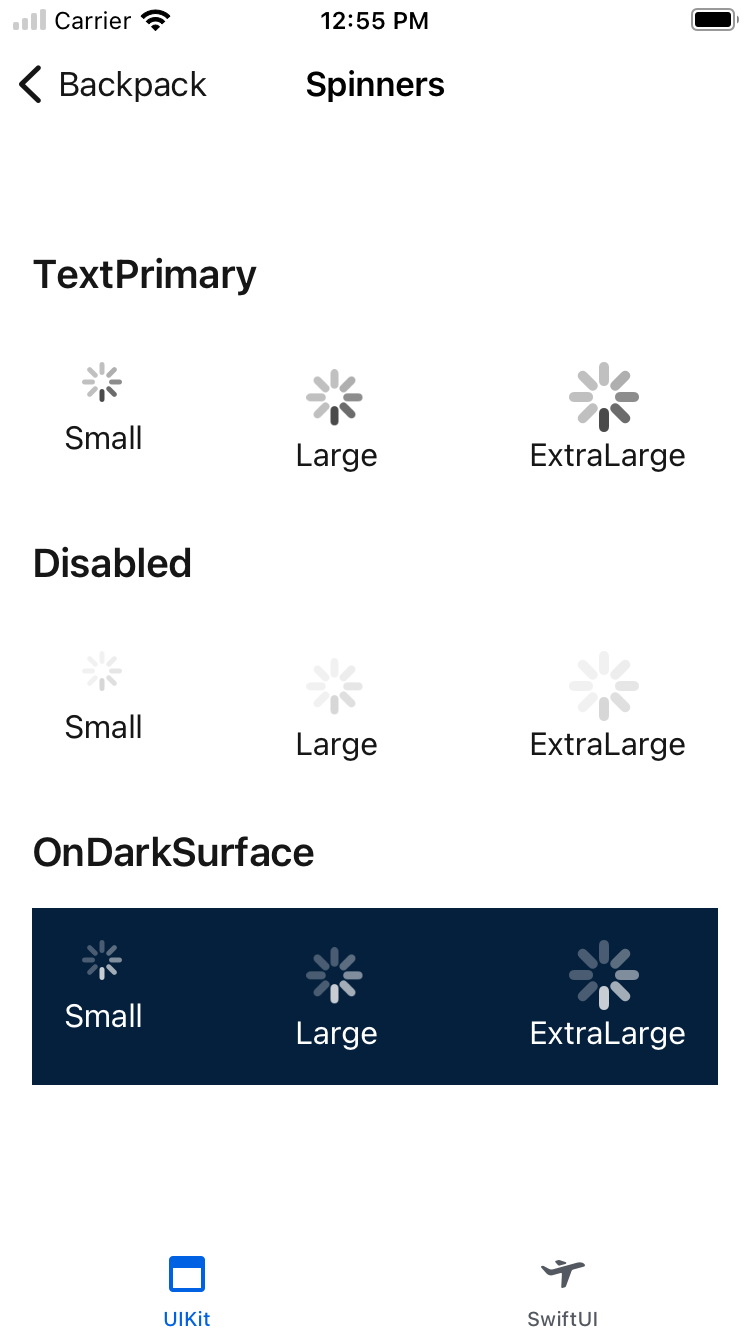 Carrier 12:55 PM
Backpack Spinners
TextPrimary
Small Large ExtraLarge
Disabled
Small Large ExtraLarge
OnDarkSurface
Small Large ExtraLarge
UIKit SwiftUI